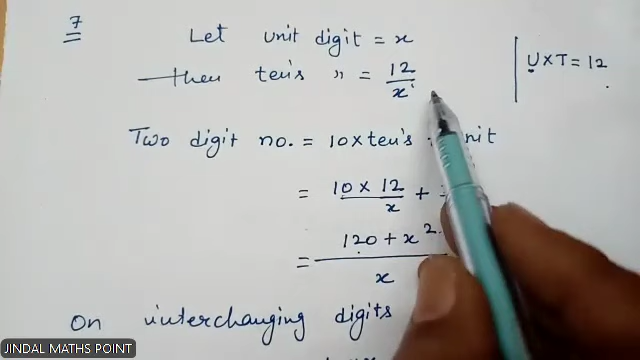 7
Let unit digit = x
Then ten's " = 12/x
U×T = 12
Two digit no. = 10×ten's
= 10 × 12/x +
= 120 + x²/x
On interchanging digits
JINDAL MATHS POINT